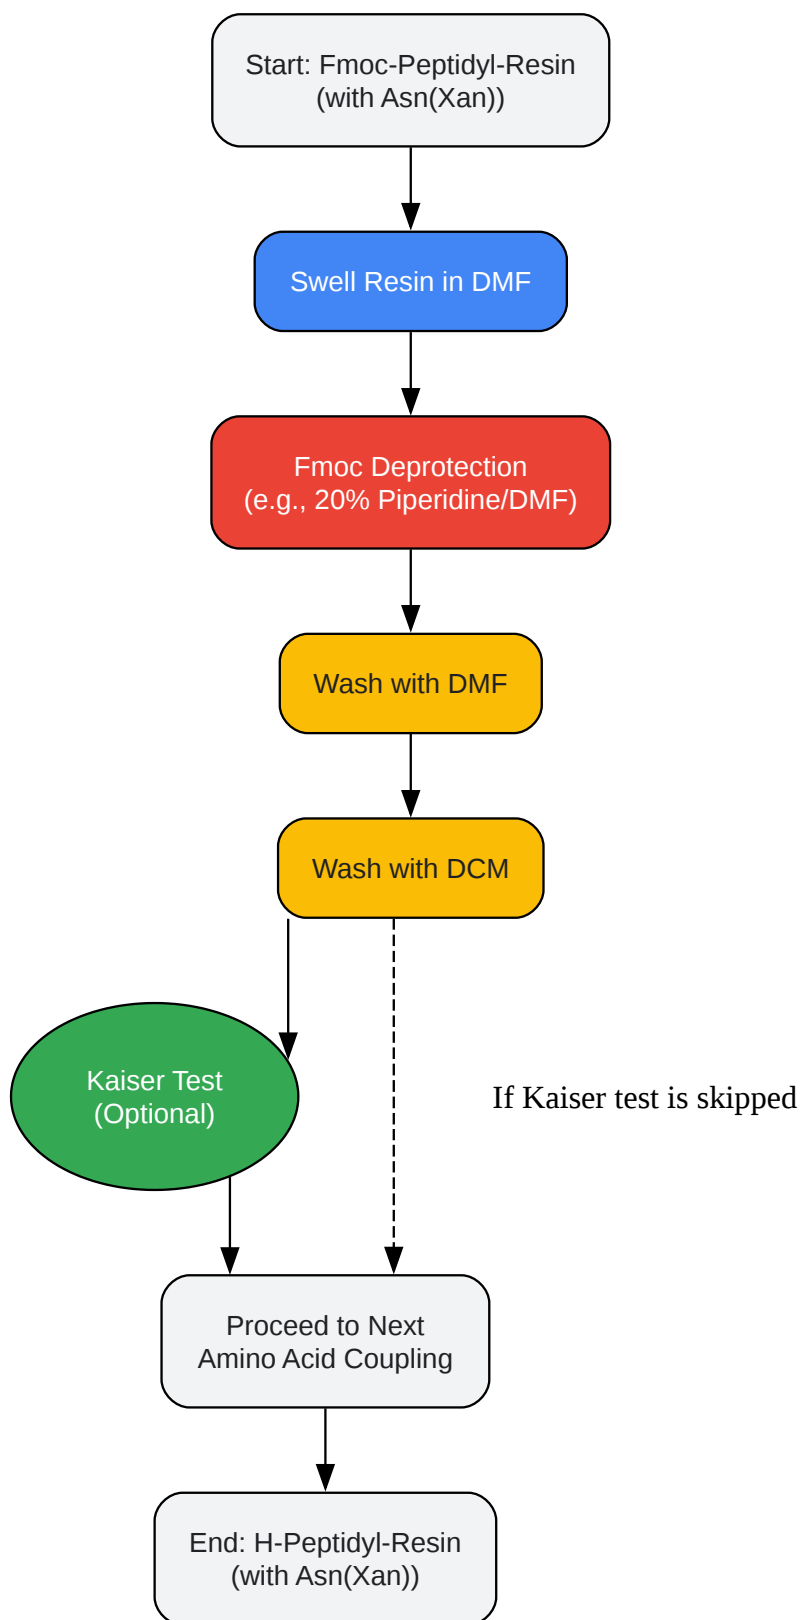 Start: Fmoc-Peptidyl-Resin
(with Asn(Xan))
Swell Resin in DMF
Fmoc Deprotection
(e.g., 20% Piperidine/DMF)
Wash with DMF
Wash with DCM
Kaiser Test
(Optional)
If Kaiser test is skipped
Proceed to Next
Amino Acid Coupling
End: H-Peptidyl-Resin
(with Asn(Xan))